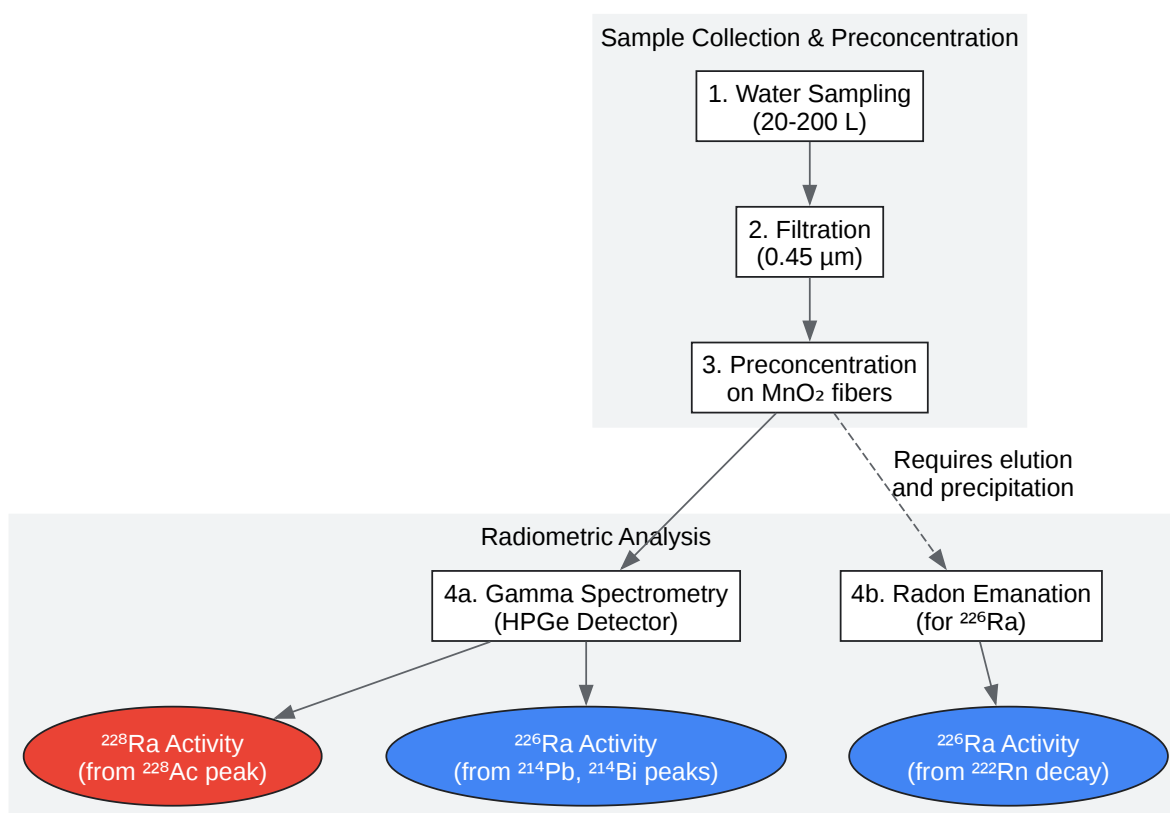 Sample Collection & Preconcentration
1. Water Sampling
(20-200 L)
2. Filtration
(0.45 µm)
3. Preconcentration
on MnO₂ fibers
Requires elution
and precipitation
Radiometric Analysis
4a. Gamma Spectrometry
(HPGe Detector)
4b. Radon Emanation
(for ²²⁶Ra)
²²⁸Ra Activity
(from ²²⁸Ac peak)
²²⁶Ra Activity
(from ²¹⁴Pb, ²¹⁴Bi peaks)
²²⁶Ra Activity
(from ²²²Rn decay)